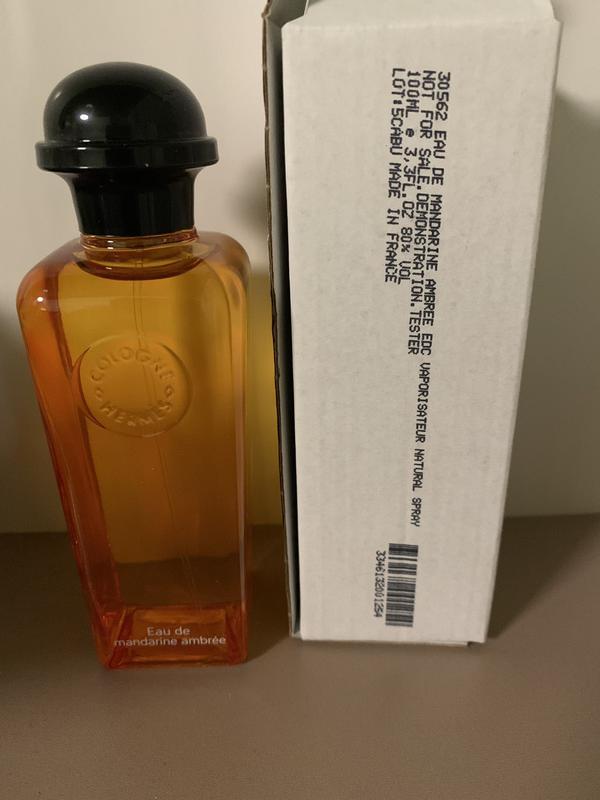 COLOGNE
HERMÈS
Eau de
mandarine ambrée
30562 EAU DE MANDARINE AMBREE EDC VAPORISATEUR NATURAL SPRAY
NOT FOR SALE.DEMONSTRATION.TESTER
100ML e 3,3FL.OZ 80% VOL
LOT:5CABU MADE IN FRANCE
3346132001254